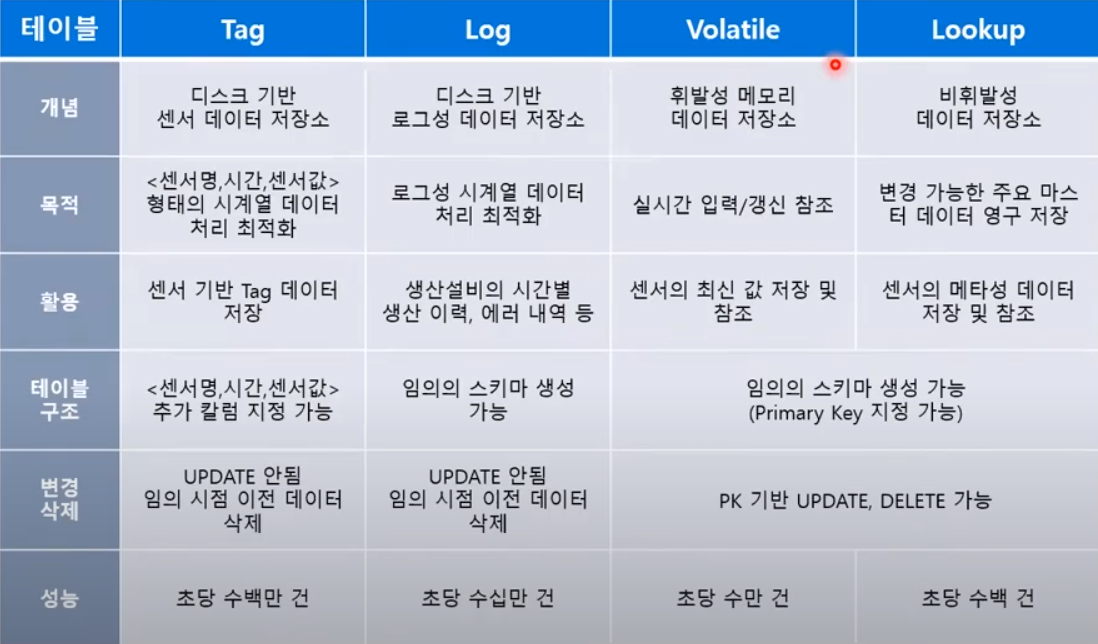 테이블
Tag
Log
Volatile
Lookup
개념
디스크 기반
센서 데이터 저장소
디스크 기반
로그성 데이터 저장소
휘발성 메모리
데이터 저장소
비휘발성
데이터 저장소
목적
<센서명,시간,센서값>
형태의 시계열 데이터
처리 최적화
로그성 시계열 데이터
처리 최적화
실시간 입력/갱신 참조
변경 가능한 주요 마스
터 데이터 영구 저장
활용
센서 기반 Tag 데이터
저장
생산설비의 시간별
생산 이력, 에러 내역 등
센서의 최신 값 저장 및
참조
센서의 메타성 데이터
저장 및 참조
테이블
구조
<센서명,시간,센서값>
추가 칼럼 지정 가능
임의의 스키마 생성
가능
임의의 스키마 생성 가능
(Primary Key 지정 가능)
변경
삭제
UPDATE 안됨
임의 시점 이전 데이터
삭제
UPDATE 안됨
임의 시점 이전 데이터
삭제
PK 기반 UPDATE, DELETE 가능
성능
초당 수백만 건
초당 수십만 건
초당 수만 건
초당 수백 건